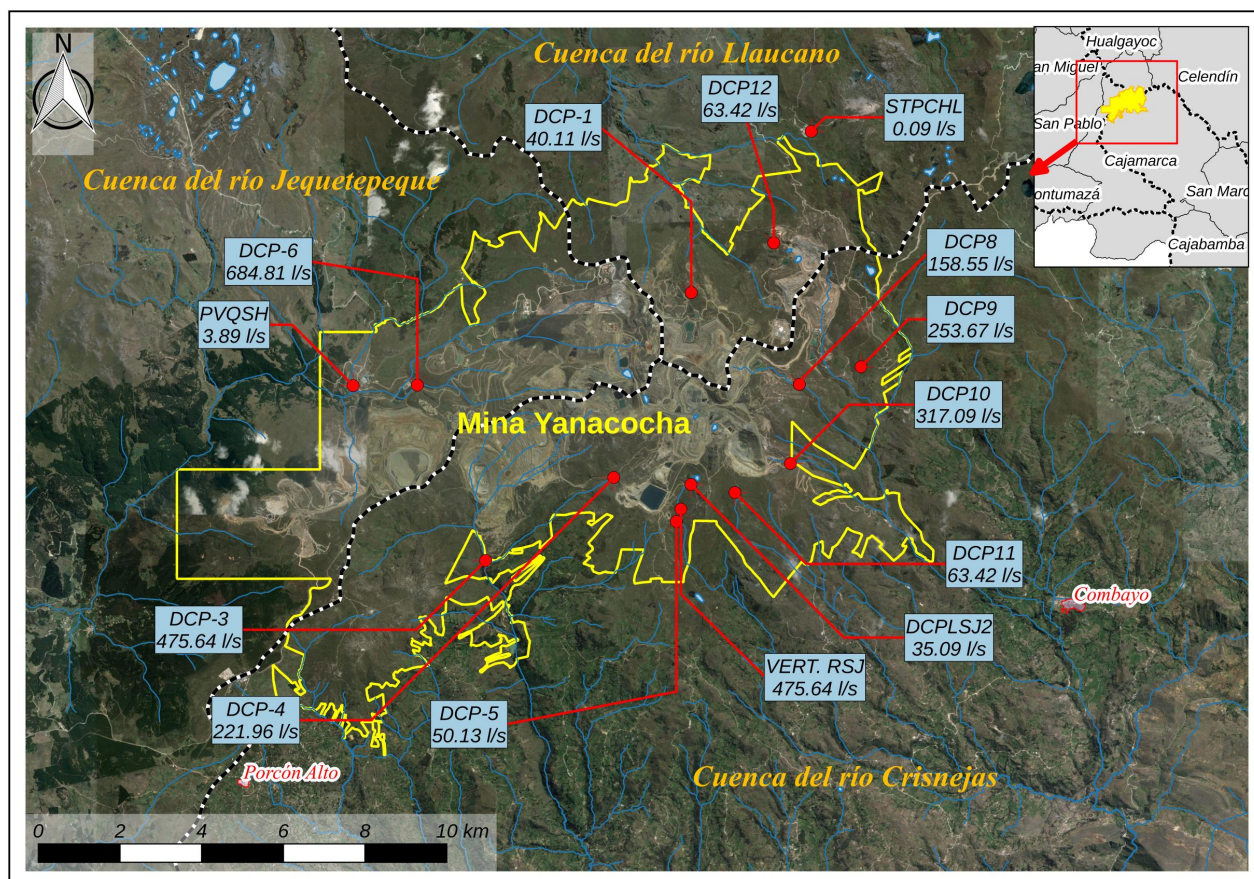 N
Cuenca del río Llaucano
Hualgayoc
an Miguel
Celendín
San Pablo
Cajamarca
ontumazá
San Marc
Cajabamba
DCP12
63.42 l/s
STPCHL
0.09 l/s
DCP-1
40.11 l/s
Cuenca del río Jequetepeque
DCP-6
684.81 l/s
DCP8
158.55 l/s
PVQSH
3.89 l/s
DCP9
253.67 l/s
DCP10
317.09 l/s
Mina Yanacocha
DCP11
63.42 l/s
Combayo
DCP-3
475.64 l/s
DCPLSJ2
35.09 l/s
VERT. RSJ
475.64 l/s
DCP-4
221.96 l/s
DCP-5
50.13 l/s
Porcón Alto
Cuenca del río Crisnejas
0 2 4 6 8 10 km